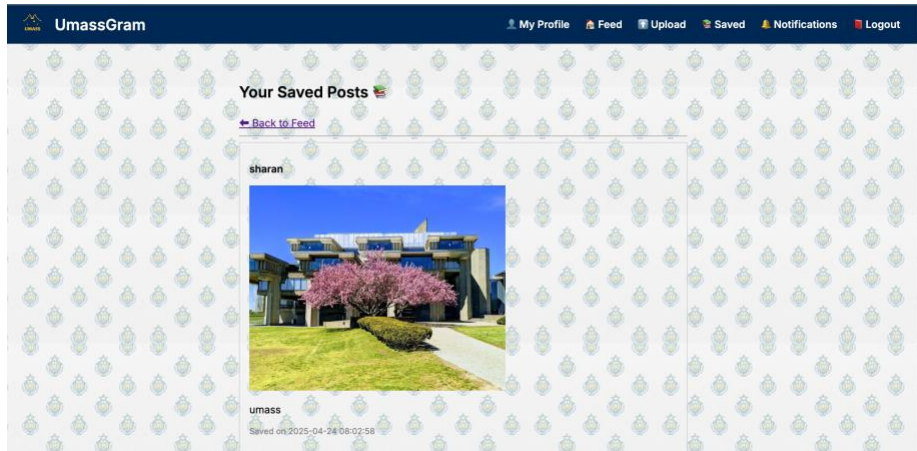 UMASS
UmassGram
My Profile
Feed
Upload
Saved
Notifications
Logout
Your Saved Posts
Back to Feed
sharan
umass
Saved on 2025-04-24 08:02:58